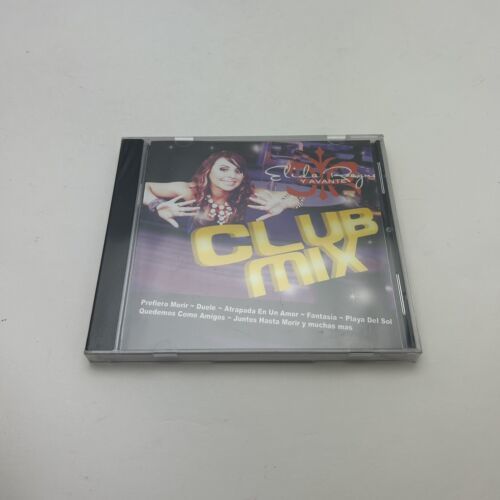 Elida Reyna
Y AVANTE
CLUB
MIX
Prefiero Morir ~ Duele ~ Atrapada En Un Amor ~ Fantasia ~ Playa Del Sol
Quedemos Como Amigos ~ Juntos Hasta Morir y muchas mas